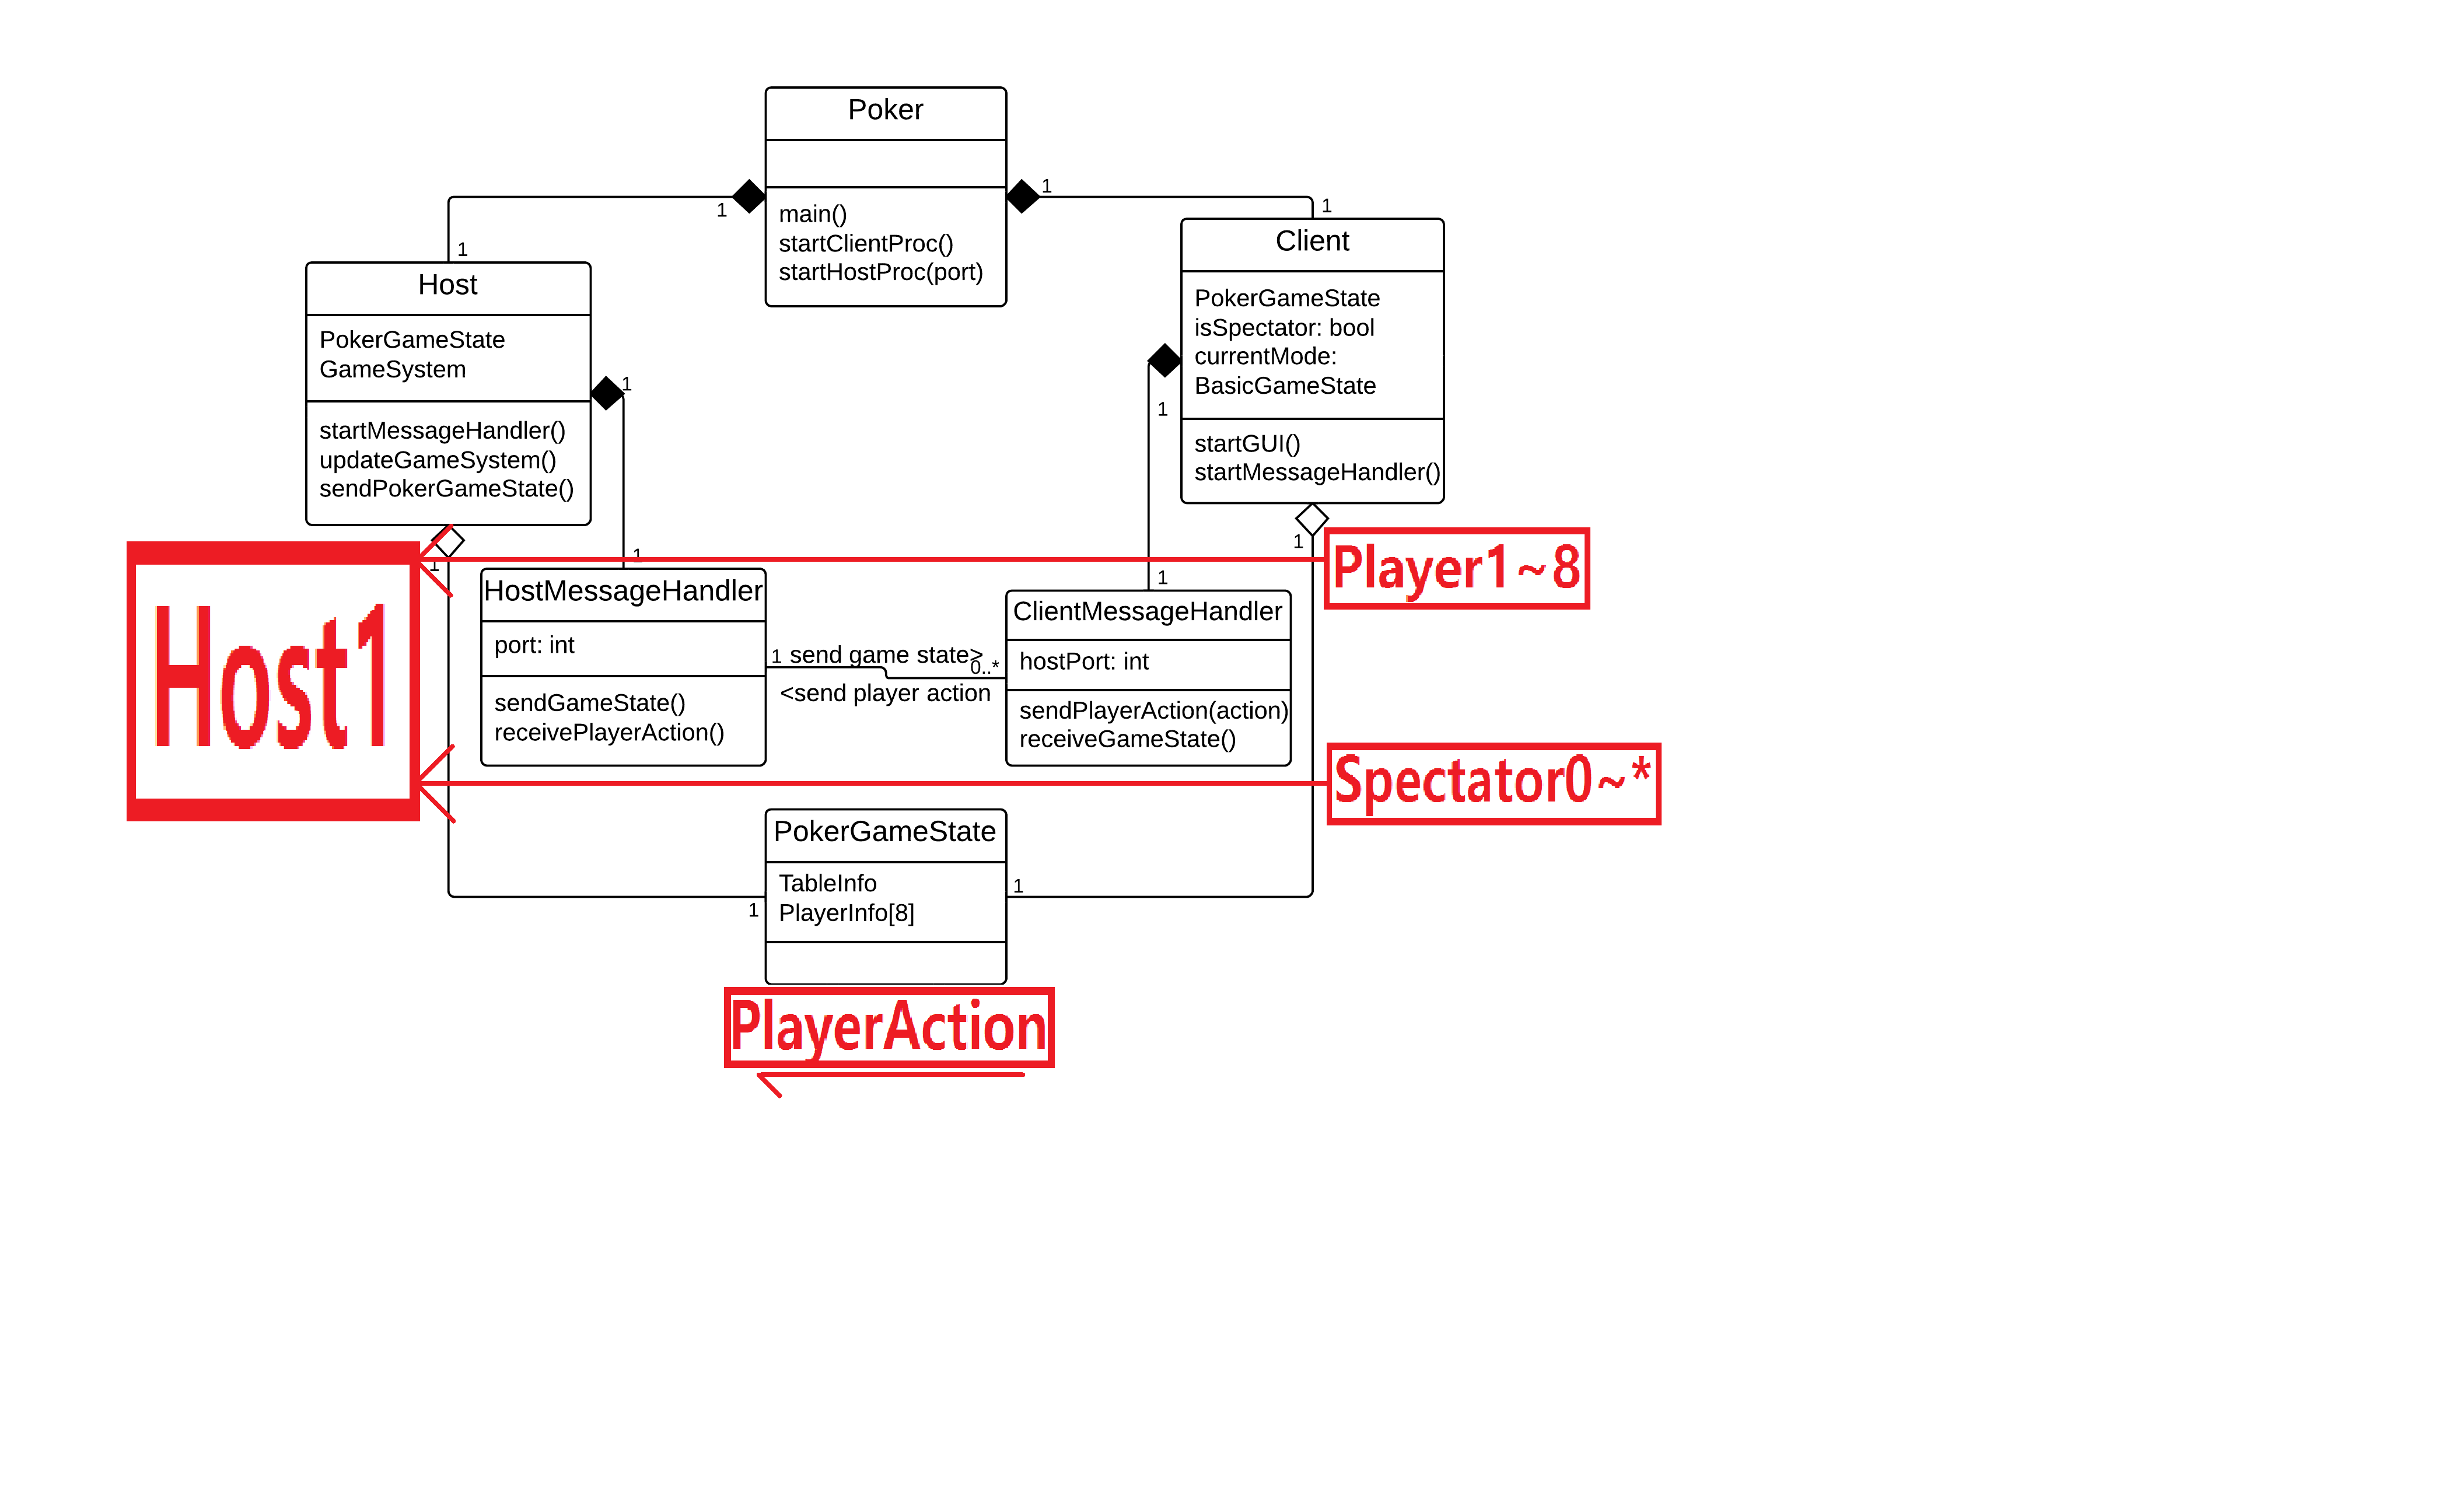 Poker
main()
startClientProc()
startHostProc(port)
1
1
1
1
Host
PokerGameState
GameSystem
startMessageHandler()
updateGameSystem()
sendPokerGameState()
Client
PokerGameState
isSpectator: bool
currentMode:
BasicGameState
startGUI()
startMessageHandler()
1
1
1
1
1
1
Host1
Player1~8
HostMessageHandler
port: int
sendGameState()
receivePlayerAction()
1 send game state>
0..*
<send player action
ClientMessageHandler
hostPort: int
sendPlayerAction(action)
receiveGameState()
Spectator0~*
PokerGameState
TableInfo
PlayerInfo[8]
1
1
PlayerAction